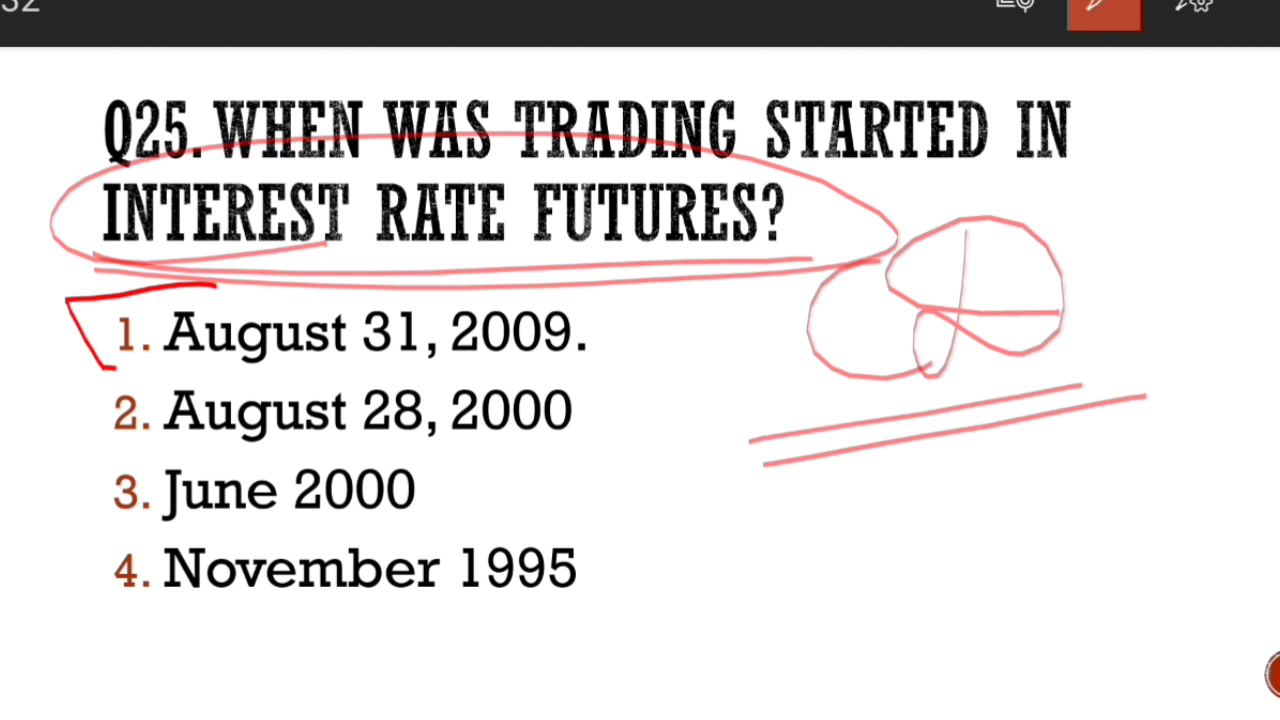 32
Q25. WHEN WAS TRADING STARTED IN
INTEREST RATE FUTURES?
1. August 31, 2009.
2. August 28, 2000
3. June 2000
4. November 1995